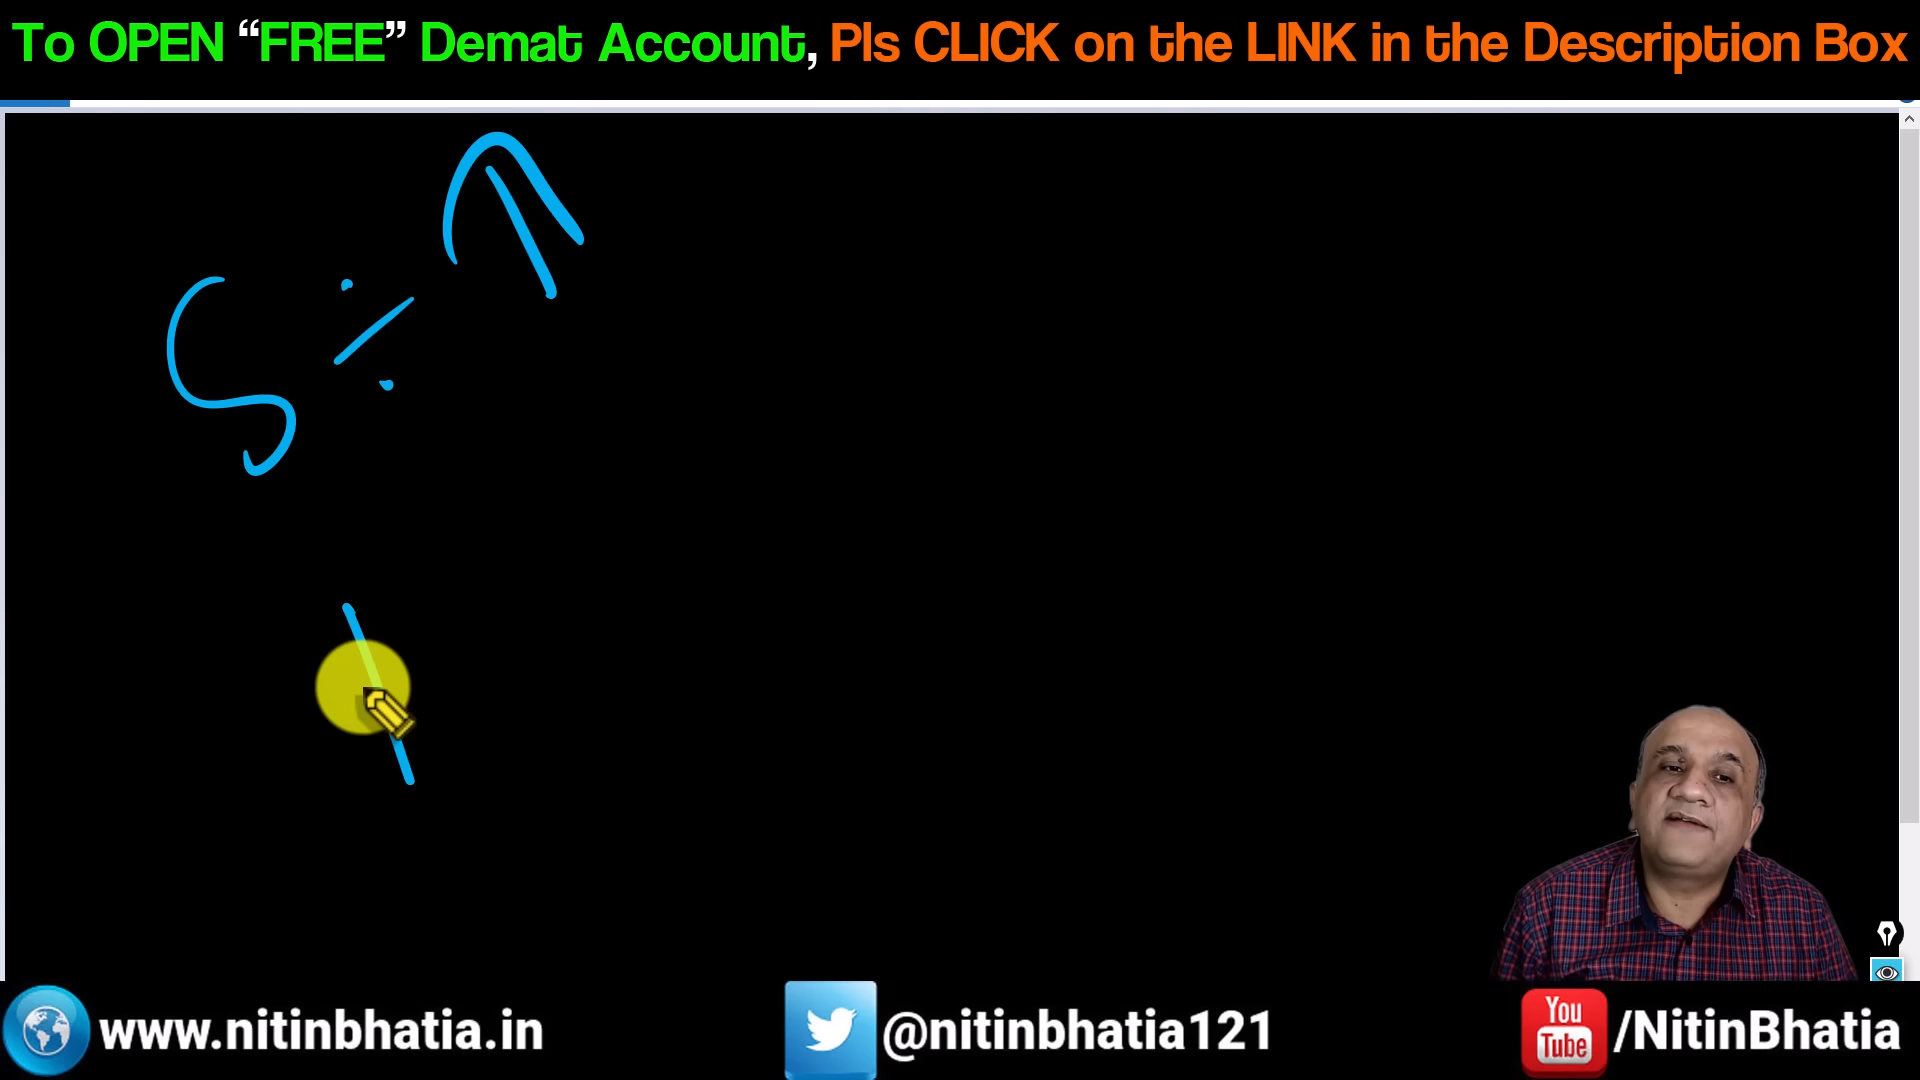 To OPEN “FREE” Demat Account, Pls CLICK on the LINK in the Description Box
www.nitinbhatia.in
@nitinbhatia121
You
Tube
/NitinBhatia